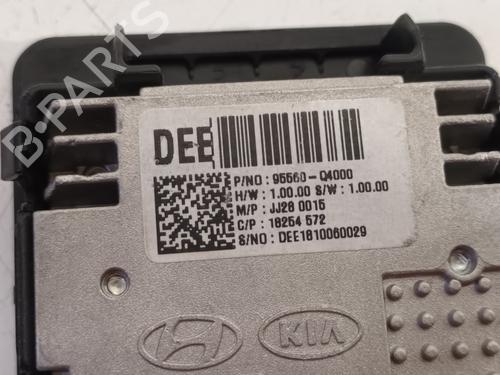 DEE
P/NO : 95560-Q4000
H/W : 1.00.00 S/W : 1.00.00
M/P : JJ28 0015
C/P : 18254 572
S/NO : DEE1810060029
KIA
B-PARTS